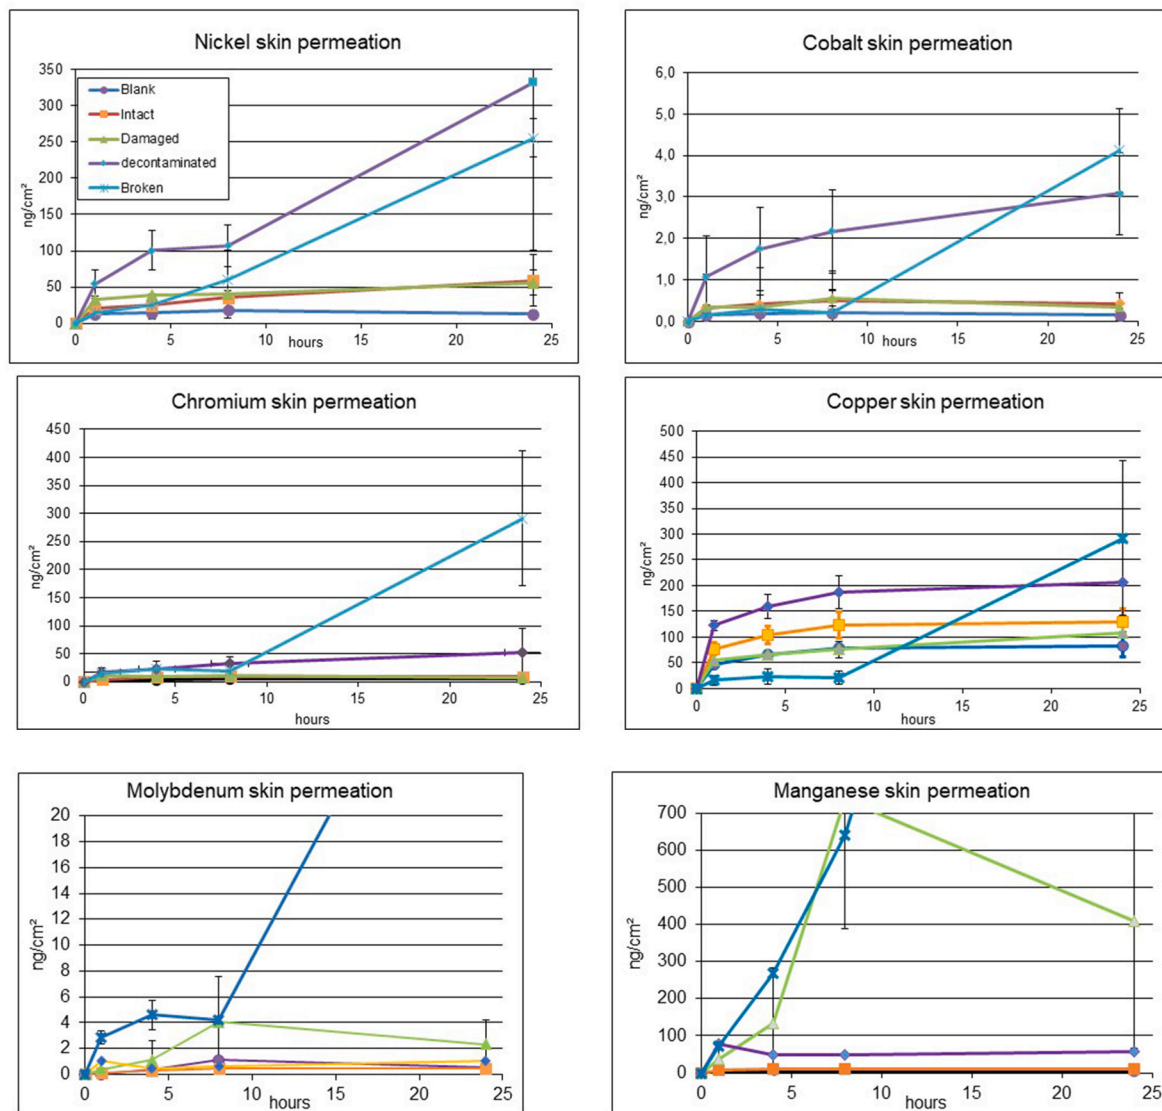 Nickel skin permeation
350
300
250
200
150
100
50
0
ng/cm²
Blank
Intact
Damaged
decontaminated
Broken
0 5 10 15 20 25
hours
Cobalt skin permeation
6,0
5,0
4,0
3,0
2,0
1,0
0,0
ng/cm²
0 5 10 15 20 25
hours
Chromium skin permeation
450
400
350
300
250
200
150
100
50
0
ng/cm²
0 5 10 15 20 25
hours
Copper skin permeation
500
450
400
350
300
250
200
150
100
50
0
ng/cm²
0 5 10 15 20 25
hours
Molybdenum skin permeation
20
18
16
14
12
10
8
6
4
2
0
ng/cm²
0 5 10 15 20 25
hours
Manganese skin permeation
700
600
500
400
300
200
100
0
ng/cm²
0 5 10 15 20 25
hours